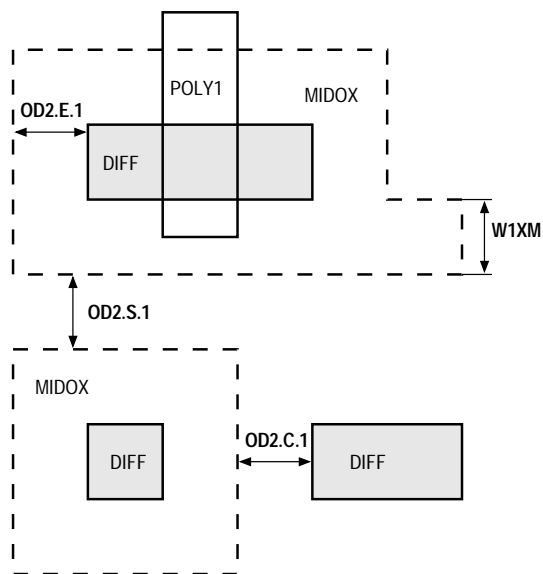 POLY1
MIDOX
OD2.E.1
DIFF
W1XM
OD2.S.1
MIDOX
OD2.C.1
DIFF
DIFF